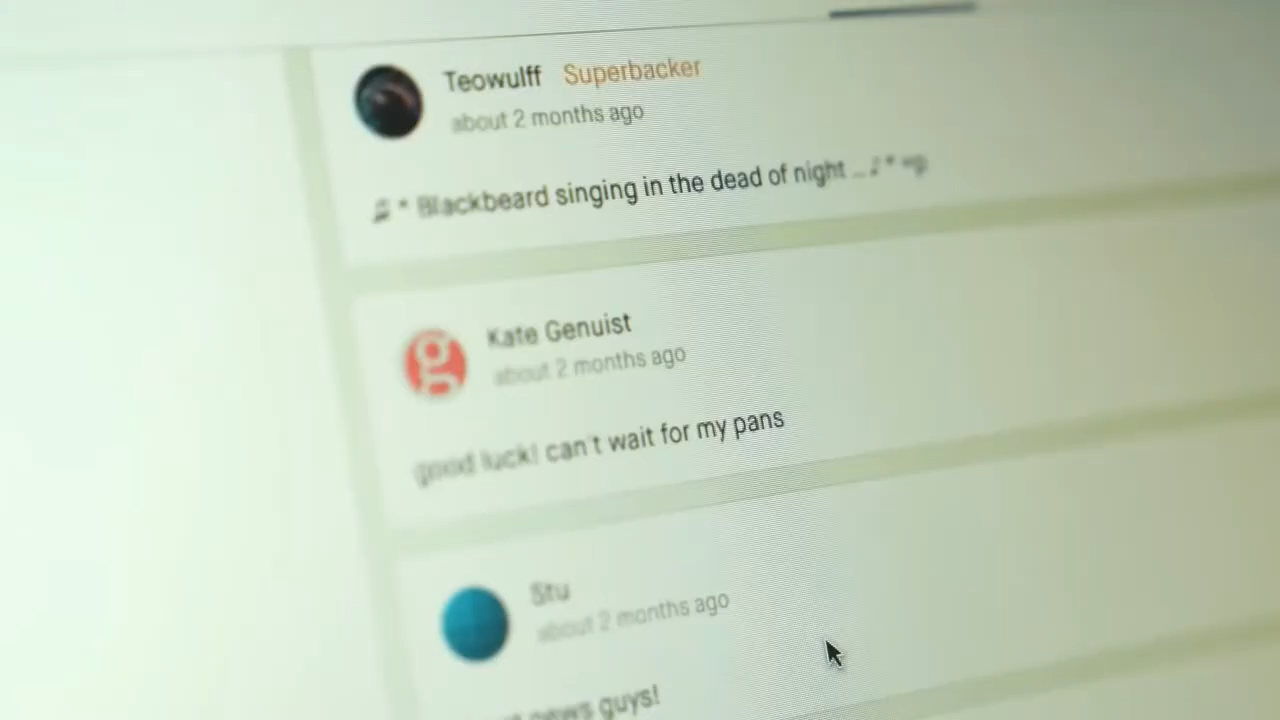 Teowulff Superbacker
about 2 months ago
♫ * Blackbeard singing in the dead of night ... ♪ *
Kate Genuist
about 2 months ago
good luck! can't wait for my pans
Stu
about 2 months ago
news guys!